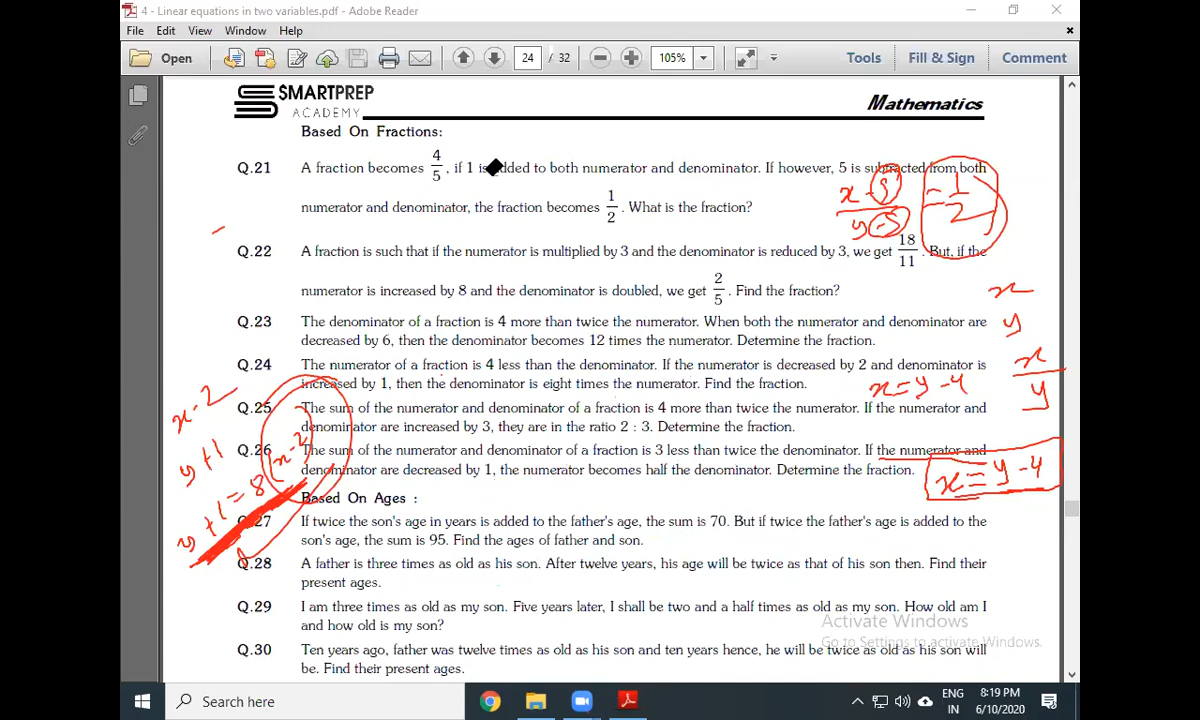 4 - Linear equations in two variables.pdf - Adobe Reader
File Edit View Window Help
Open 24 / 32 105% Tools Fill & Sign Comment
SMARTPREP
ACADEMY
Mathematics
Based On Fractions:
Q.21 A fraction becomes 4/5, if 1 is added to both numerator and denominator. If however, 5 is subtracted from both
numerator and denominator, the fraction becomes 1/2. What is the fraction?
x-5/y-5 = 1/2
Q.22 A fraction is such that if the numerator is multiplied by 3 and the denominator is reduced by 3, we get 18/11. But, if the
numerator is increased by 8 and the denominator is doubled, we get 2/5. Find the fraction?
x
y
Q.23 The denominator of a fraction is 4 more than twice the numerator. When both the numerator and denominator are
decreased by 6, then the denominator becomes 12 times the numerator. Determine the fraction.
x/y
Q.24 The numerator of a fraction is 4 less than the denominator. If the numerator is decreased by 2 and denominator is
increased by 1, then the denominator is eight times the numerator. Find the fraction.
x=y-4
x-2
Q.25 The sum of the numerator and denominator of a fraction is 4 more than twice the numerator. If the numerator and
denominator are increased by 3, they are in the ratio 2 : 3. Determine the fraction.
y+1
Q.26 The sum of the numerator and denominator of a fraction is 3 less than twice the denominator. If the numerator and
denominator are decreased by 1, the numerator becomes half the denominator. Determine the fraction.
x=y-4
y+1=8(x-2)
Based On Ages :
Q.27 If twice the son's age in years is added to the father's age, the sum is 70. But if twice the father's age is added to the
son's age, the sum is 95. Find the ages of father and son.
Q.28 A father is three times as old as his son. After twelve years, his age will be twice as that of his son then. Find their
present ages.
Q.29 I am three times as old as my son. Five years later, I shall be two and a half times as old as my son. How old am I
and how old is my son?
Activate Windows
Go to Settings to activate Windows.
Q.30 Ten years ago, father was twelve times as old as his son and ten years hence, he will be twice as old as his son will
be. Find their present ages.
Search here
ENG
IN
8:19 PM
6/10/2020